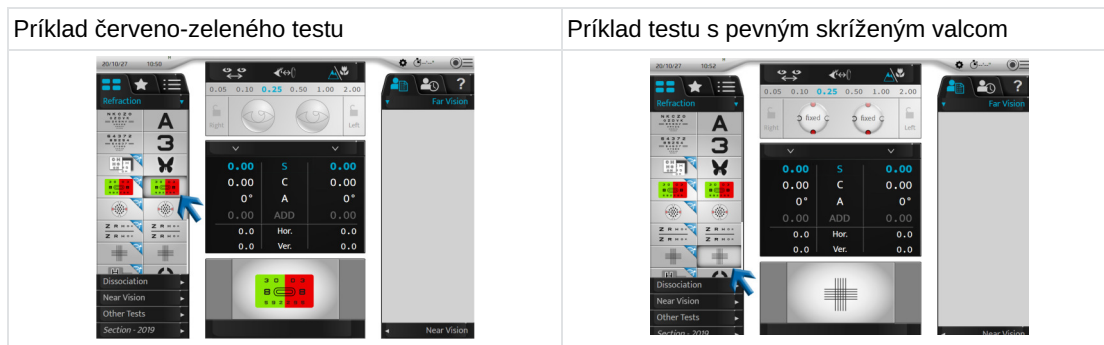 Príklad červeno-zeleného testu
Príklad testu s pevným skríženým valcom
20/10/27 10:50
Refraction
A
3
Dissociation
Near Vision
Other Tests
Section - 2019
0.05 0.10 0.25 0.50 1.00 2.00
Right
Left
0.00 S 0.00
0.00 C 0.00
0° A 0°
0.00 ADD 0.00
0.0 Hor. 0.0
0.0 Ver. 0.0
?
Far Vision
Near Vision
20/10/27 10:52
Refraction
A
3
Dissociation
Near Vision
Other Tests
Section - 2019
0.05 0.10 0.25 0.50 1.00 2.00
Right
fixed
fixed
Left
0.00 S 0.00
0.00 C 0.00
0° A 0°
0.00 ADD 0.00
0.0 Hor. 0.0
0.0 Ver. 0.0
?
Far Vision
Near Vision